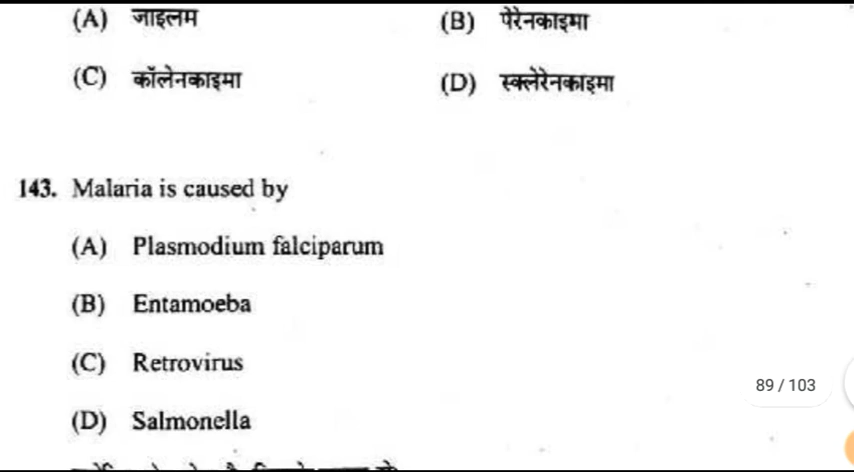 (A) जाइलम (B) पेरेनकाइमा
(C) कॉलेनकाइमा (D) स्क्लेरेनकाइमा
143. Malaria is caused by
(A) Plasmodium falciparum
(B) Entamoeba
(C) Retrovirus
89 / 103
(D) Salmonella